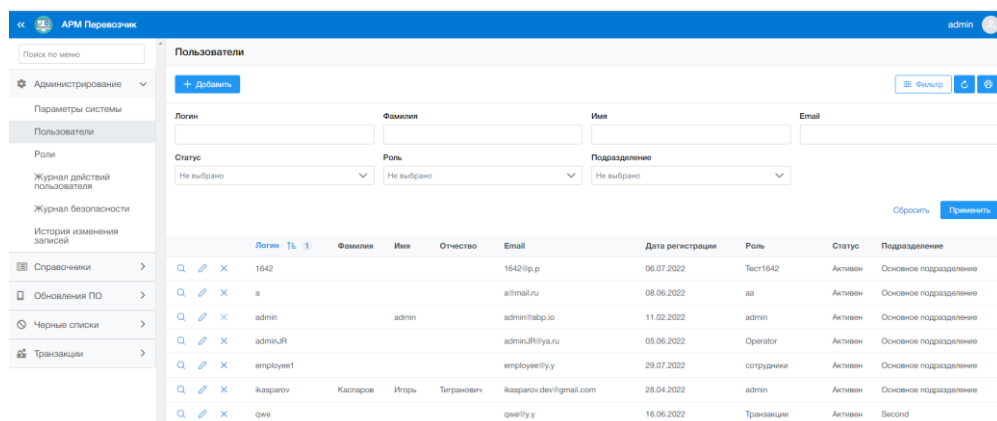 АРМ Перевозчик admin
Поиск по меню
Администрирование
Параметры системы
Пользователи
Роли
Журнал действий
пользователя
Журнал безопасности
История изменения
записей
Справочники
Обновления ПО
Черные списки
Транзакции
Пользователи
+ Добавить Фильтр
Логин Фамилия Имя Email
Статус Роль Подразделение
Не выбрано Не выбрано Не выбрано
Сбросить Применить
Логин 1 Фамилия Имя Отчество Email Дата регистрации Роль Статус Подразделение
1642 1642@p.p 06.07.2022 Тест1642 Активен Основное подразделение
a a@mail.ru 08.06.2022 aa Активен Основное подразделение
admin admin admin@abp.io 11.02.2022 admin Активен Основное подразделение
adminJR adminJR@ya.ru 05.06.2022 Operator Активен Основное подразделение
employee1 employee@y.y 29.07.2022 сотрудники Активен Основное подразделение
ikasparov Каспаров Игорь Тигранович ikasparov.dev@gmail.com 28.04.2022 admin Активен Основное подразделение
qwe qwe@y.y 16.06.2022 Транзакции Активен Second